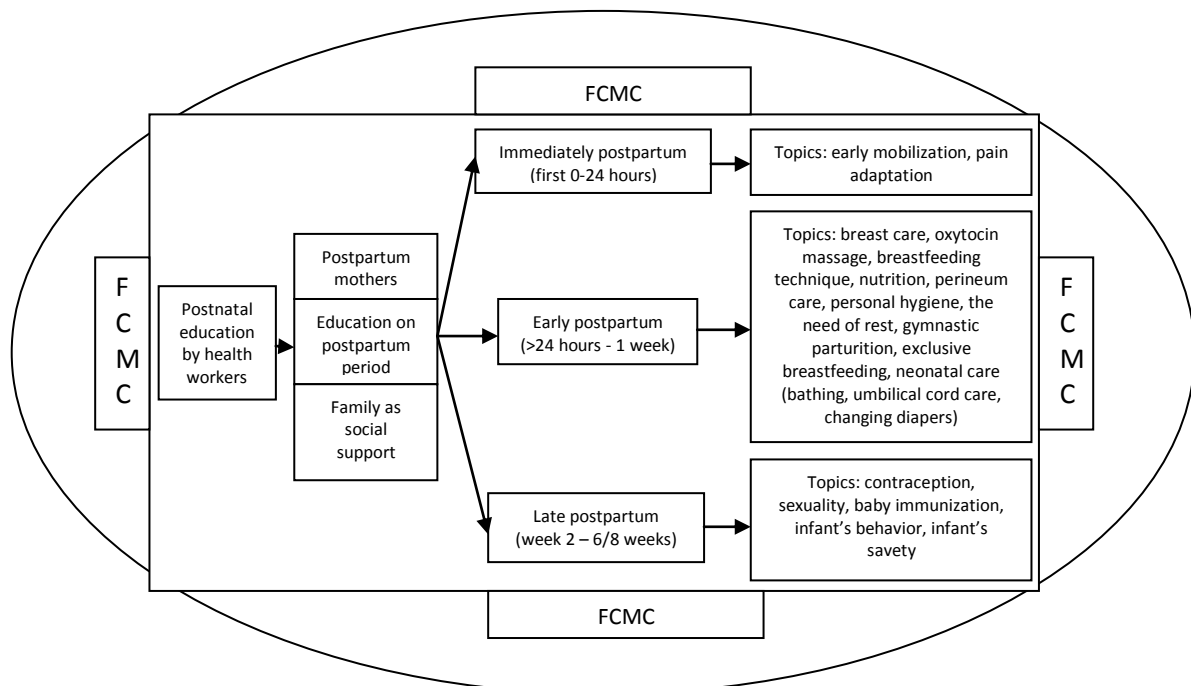 FCMC
Immediately postpartum
(first 0-24 hours)
Topics: early mobilization, pain
adaptation
F
C
M
C
Postnatal
education
by health
workers
Postpartum
mothers
Education on
postpartum
period
Family as
social
support
Early postpartum
(>24 hours - 1 week)
Topics: breast care, oxytocin
massage, breastfeeding
technique, nutrition, perineum
care, personal hygiene, the
need of rest, gymnastic
parturition, exclusive
breastfeeding, neonatal care
(bathing, umbilical cord care,
changing diapers)
F
C
M
C
Late postpartum
(week 2 – 6/8 weeks)
Topics: contraception,
sexuality, baby immunization,
infant’s behavior, infant’s
savety
FCMC